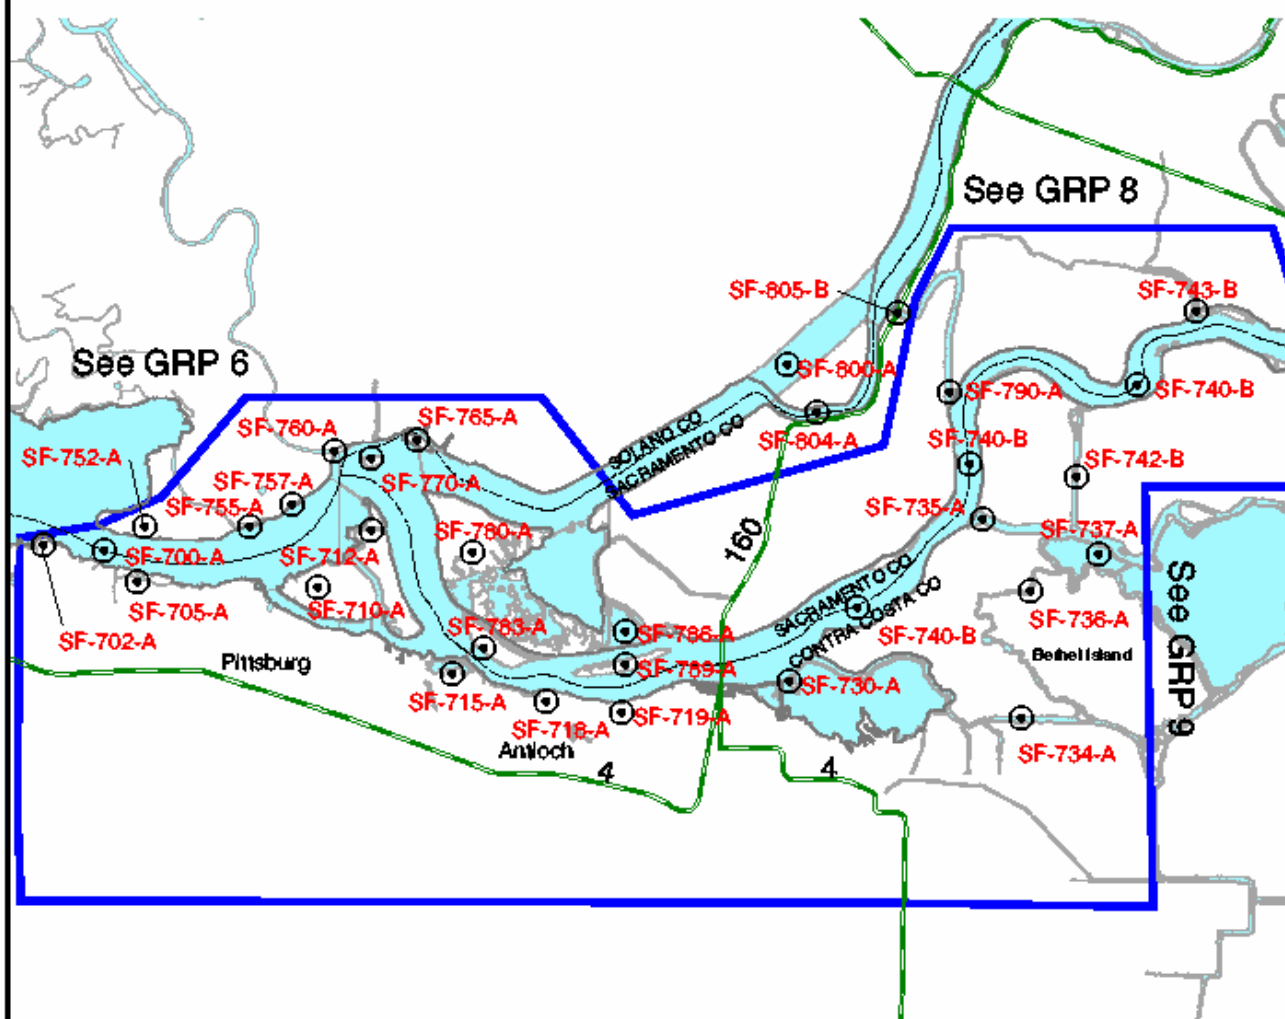 See GRP 8
SF-805-B
SF-743-B
See GRP 6
SF-800-A
SF-790-A
SF-740-B
SF-765-A
SF-760-A
SOLANO CO
SACRAMENTO CO
SF-804-A
SF-740-B
SF-752-A
SF-757-A
SF-770-A
SF-742-B
SF-755-A
SF-735-A
SF-737-A
SF-700-A
SF-712-A
SF-780-A
160
SF-705-A
SF-710-A
SACRAMENTO CO
CONTRA COSTA CO
SF-736-A
SF-702-A
SF-783-A
SF-786-A
SF-740-B
See GRP 9
Pittsburg
SF-789-A
Bethel Island
SF-715-A
SF-730-A
SF-718-A
SF-719-A
SF-734-A
Antioch
4
4